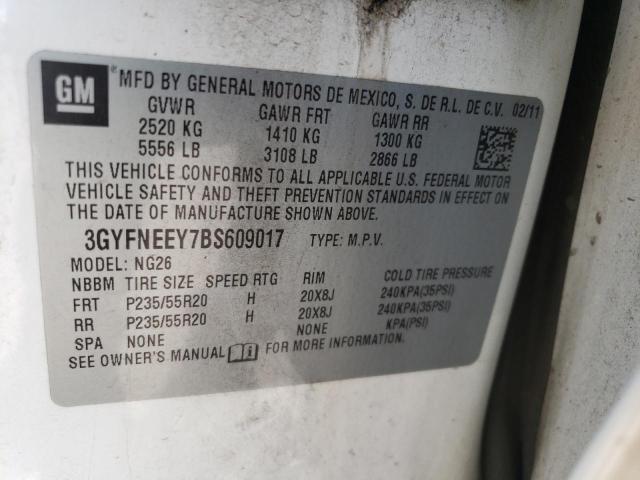 GM
MFD BY GENERAL MOTORS DE MEXICO, S. DE R.L. DE C.V. 02/11
GVWR GAWR FRT GAWR RR
2520 KG 1410 KG 1300 KG
5556 LB 3108 LB 2866 LB
THIS VEHICLE CONFORMS TO ALL APPLICABLE U.S. FEDERAL MOTOR
VEHICLE SAFETY AND THEFT PREVENTION STANDARDS IN EFFECT ON
THE DATE OF MANUFACTURE SHOWN ABOVE.
3GYFNEEY7BS609017 TYPE: M.P.V.
MODEL: NG26
NBBM TIRE SIZE SPEED RTG RIM COLD TIRE PRESSURE
FRT P235/55R20 H 20X8J 240KPA(35PSI)
RR P235/55R20 H 20X8J 240KPA(35PSI)
SPA NONE NONE KPA(PSI)
SEE OWNER'S MANUAL FOR MORE INFORMATION.